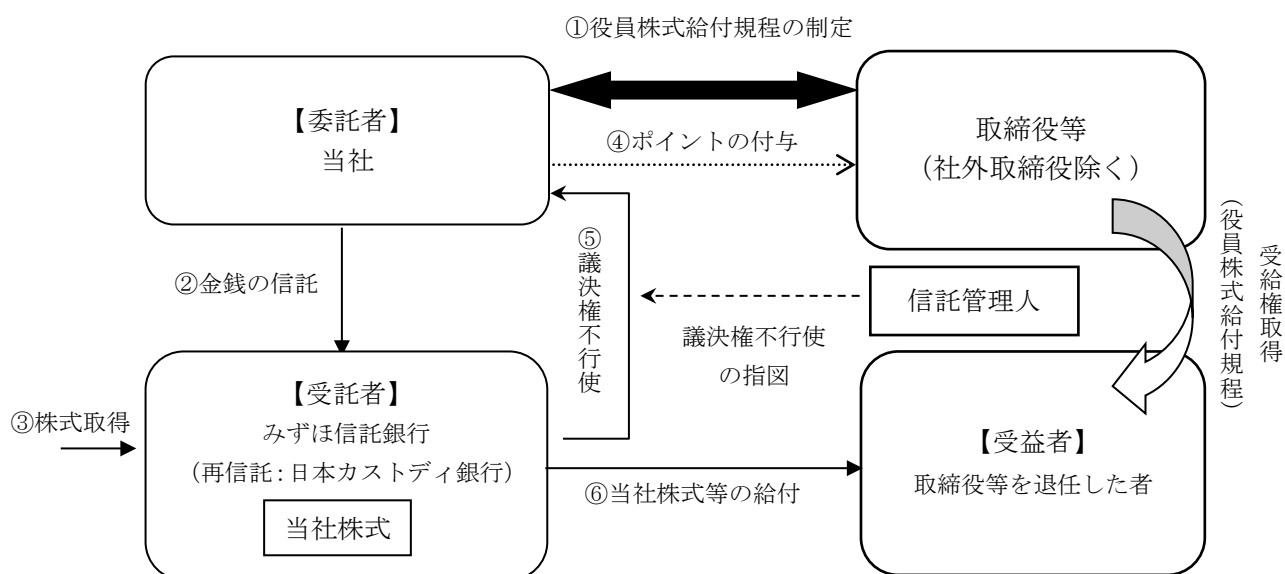 ①役員株式給付規程の制定
【委託者】
当社
④ポイントの付与
取締役等
（社外取締役除く）
②金銭の信託
⑤議決権不行使
信託管理人
議決権不行使
の指図
受給権取得
（役員株式給付規程）
③株式取得
【受託者】
みずほ信託銀行
（再信託：日本カストディ銀行）
当社株式
⑥当社株式等の給付
【受益者】
取締役等を退任した者